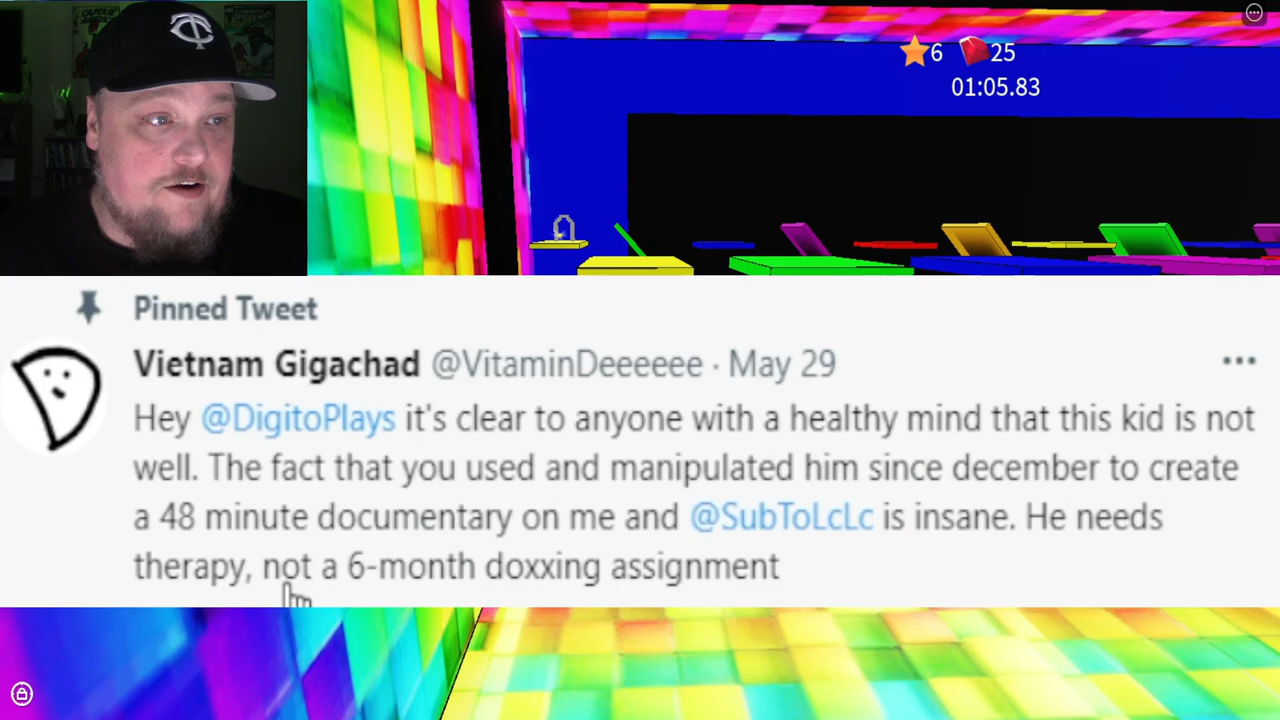 TC
6 25
01:05.83
Pinned Tweet
Vietnam Gigachad @VitaminDeeeeee · May 29
Hey @DigitoPlays it's clear to anyone with a healthy mind that this kid is not
well. The fact that you used and manipulated him since december to create
a 48 minute documentary on me and @SubToLcLc is insane. He needs
therapy, not a 6-month doxxing assignment